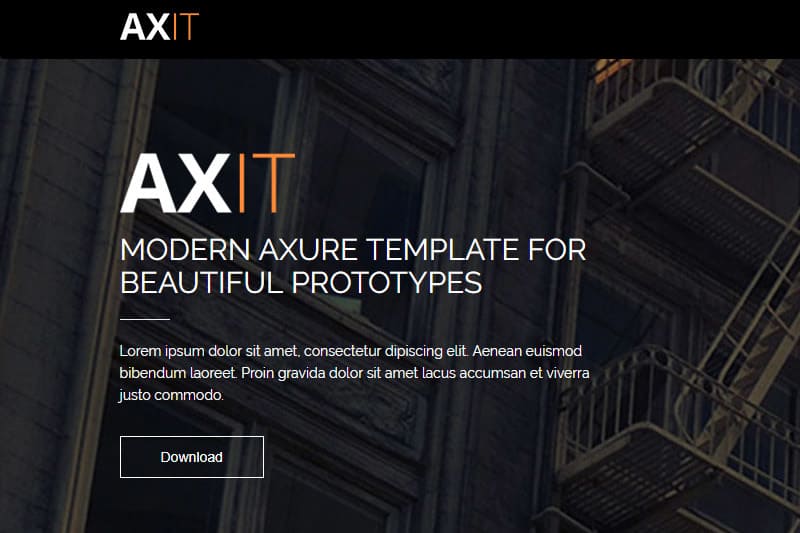 AXIT
AXIT
MODERN AXURE TEMPLATE FOR
BEAUTIFUL PROTOTYPES
Lorem ipsum dolor sit amet, consectetur dipiscing elit. Aenean euismod
bibendum laoreet. Proin gravida dolor sit amet lacus accumsan et viverra
justo commodo.
Download